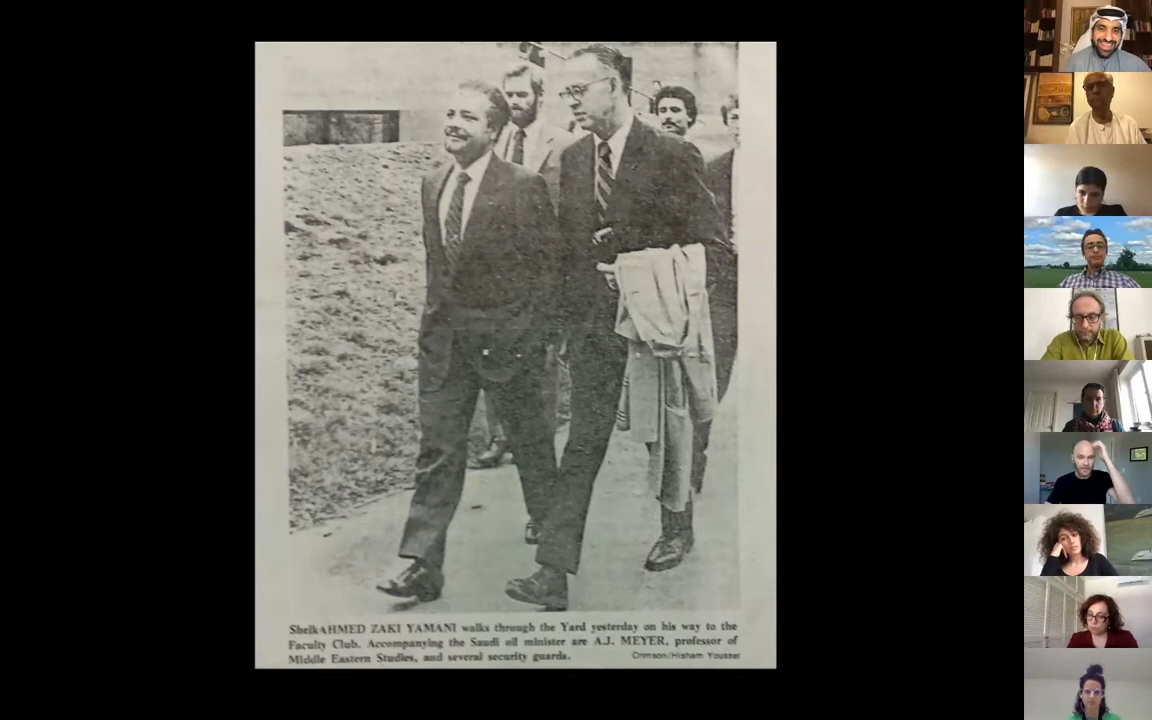 SheikAHMED ZAKI YAMANI walks through the Yard yesterday on his way to the
Faculty Club. Accompanying the Saudi oil minister are A.J. MEYER, professor of
Middle Eastern Studies, and several security guards.
Crimson/Hisham Youssef